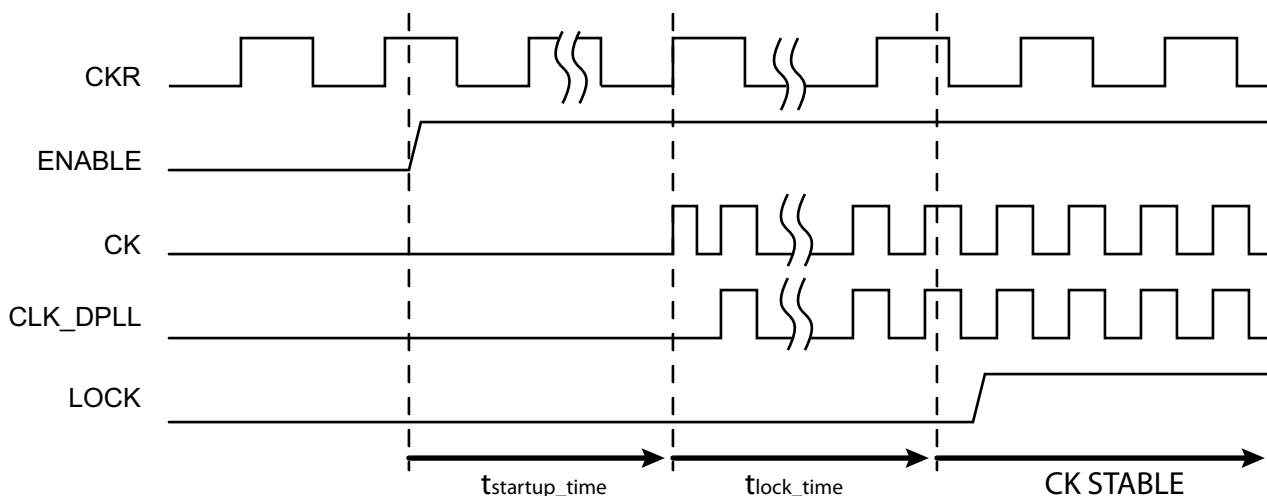 CKR
ENABLE
CK
CLK_DPLL
LOCK
tstartup_time
tlock_time
CK STABLE